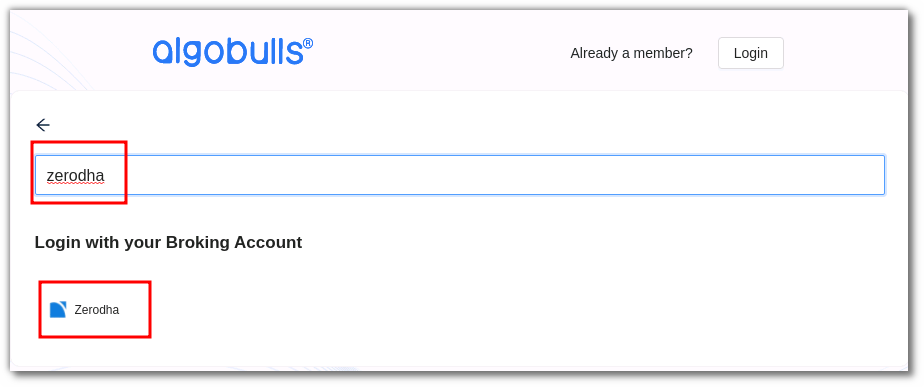 algobulls®
Already a member?
Login
zerodha
Login with your Broking Account
Zerodha